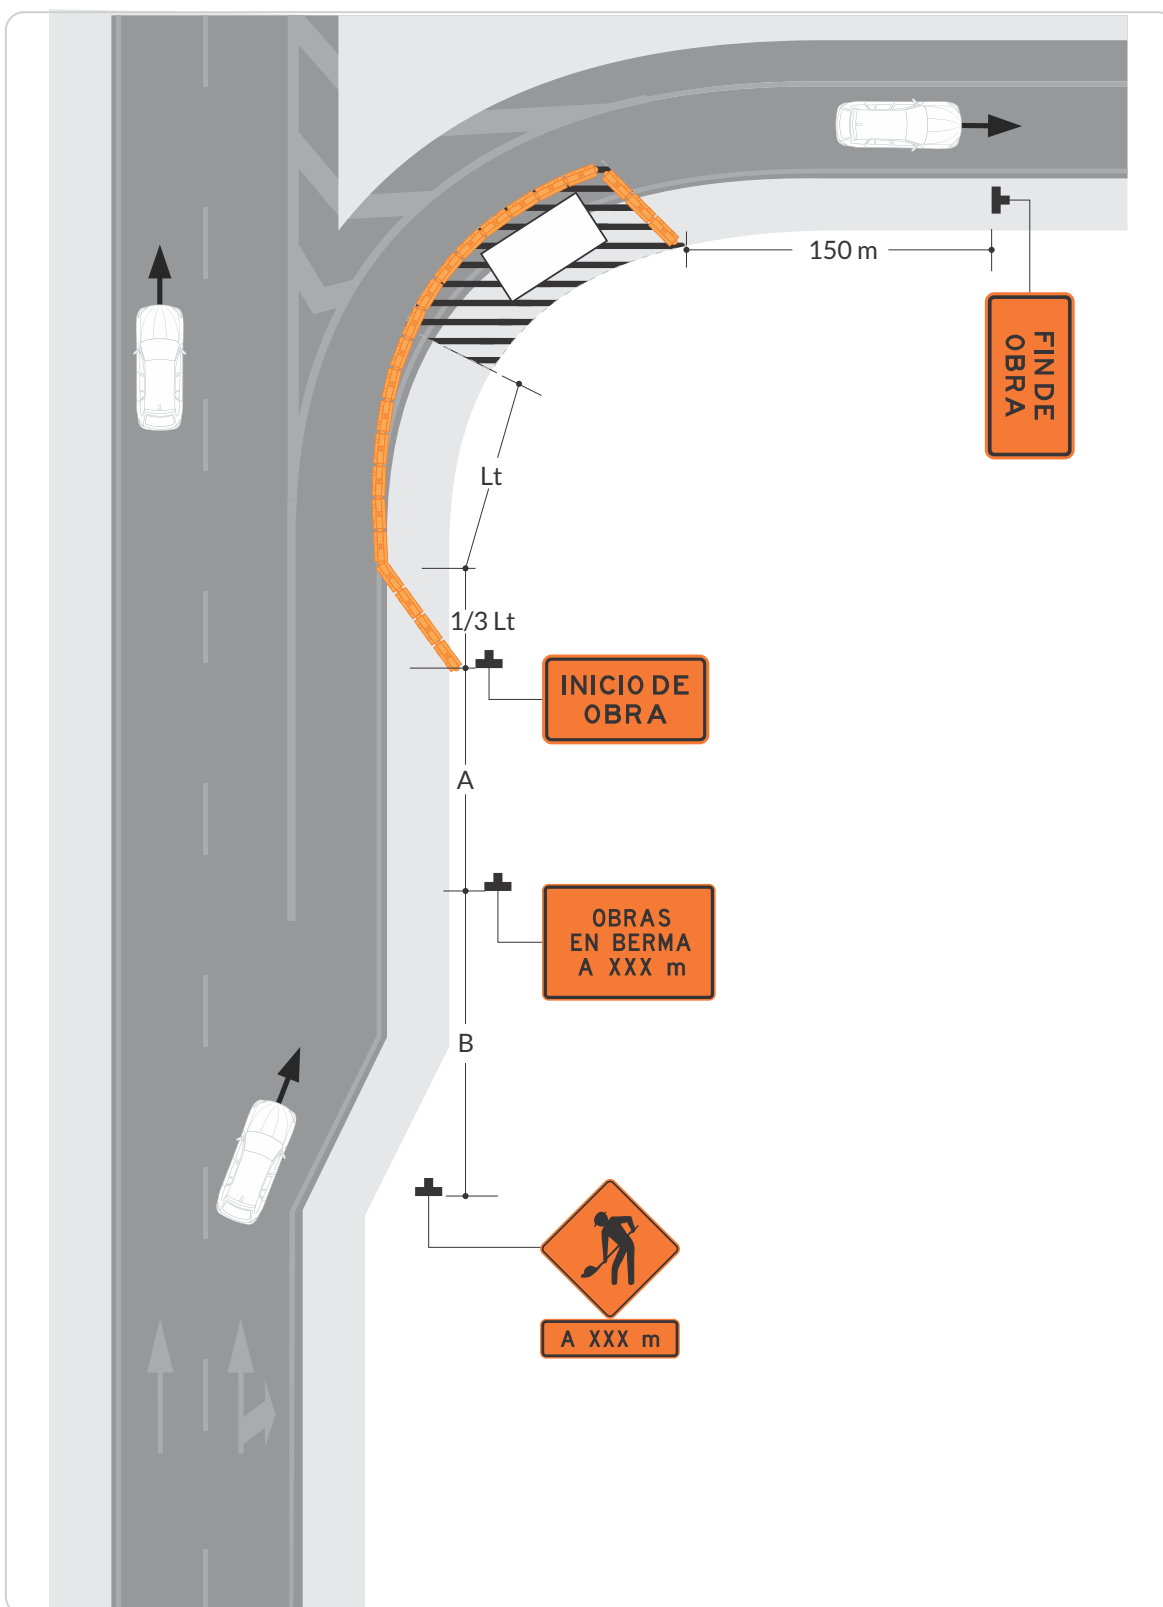 150 m
FIN DE
OBRA
Lt
1/3 Lt
INICIO DE
OBRA
A
OBRAS
EN BERMA
A XXX m
B
A XXX m